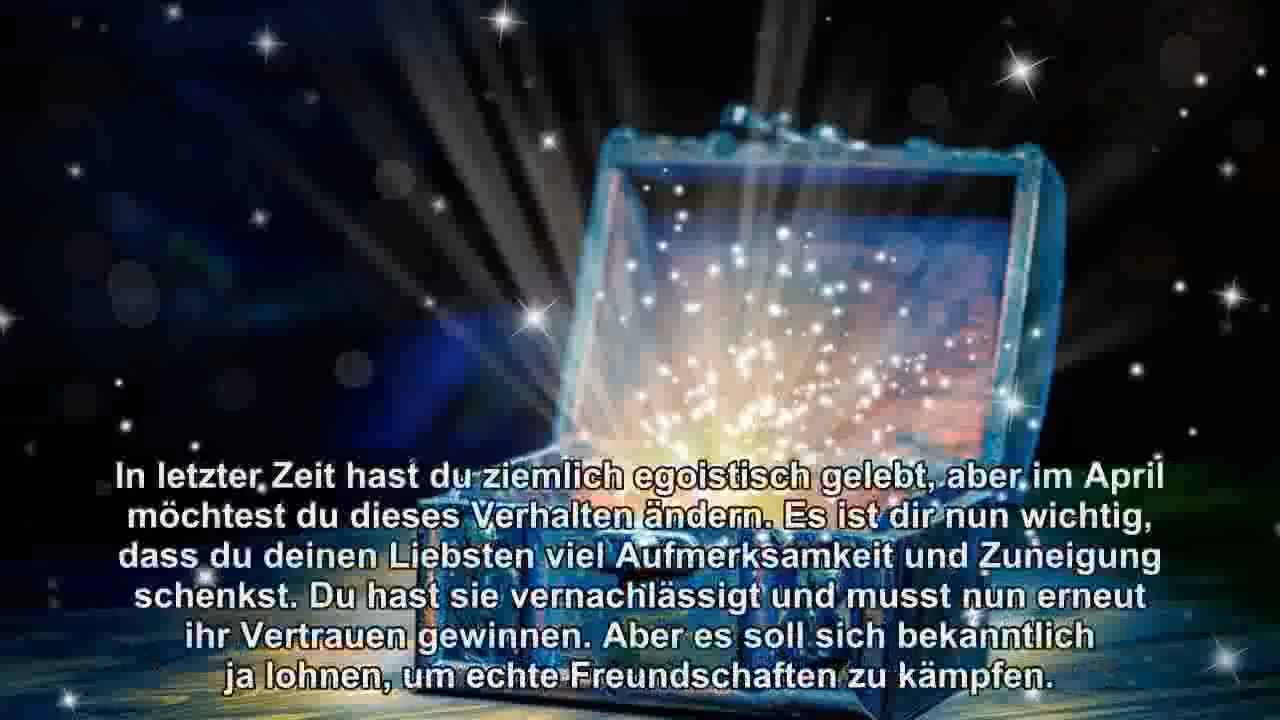 In letzter Zeit hast du ziemlich egoistisch gelebt, aber im April
möchtest du dieses Verhalten ändern. Es ist dir nun wichtig,
dass du deinen Liebsten viel Aufmerksamkeit und Zuneigung
schenkst. Du hast sie vernachlässigt und musst nun erneut
ihr Vertrauen gewinnen. Aber es soll sich bekanntlich
ja lohnen, um echte Freundschaften zu kämpfen.